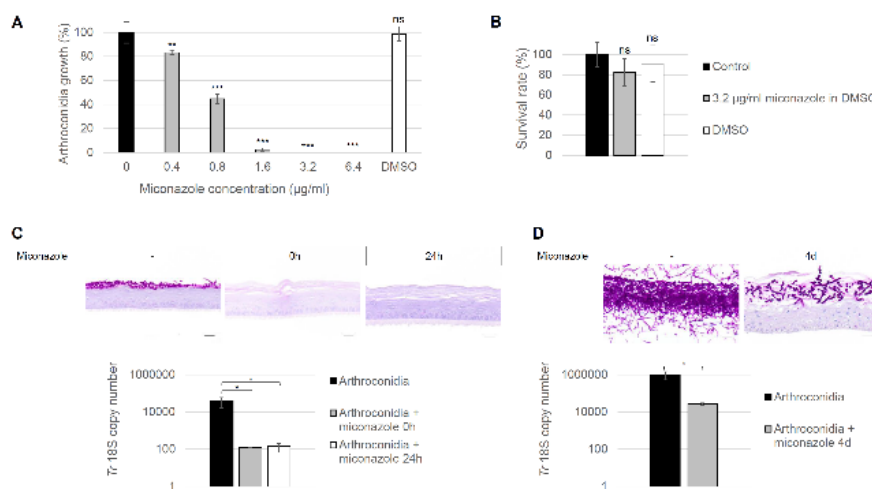 A
Arthroconidia growth (%)
100
80
60
40
20
0
**
***
***
***
***
ns
0 0.4 0.8 1.6 3.2 6.4 DMSO
Miconazole concentration (µg/ml)
B
Survival rate (%)
100
80
60
40
20
0
ns
ns
Control
3.2 µg/ml miconazole in DMSO
DMSO
C
Miconazole - 0h 24h
Tr 18S copy number
1000000
10000
100
1
*
*
Arthroconidia
Arthroconidia +
miconazole 0h
Arthroconidia +
miconazole 24h
D
Miconazole - 4d
Tr 18S copy number
1000000
10000
100
1
*
Arthroconidia
Arthroconidia +
miconazole 4d